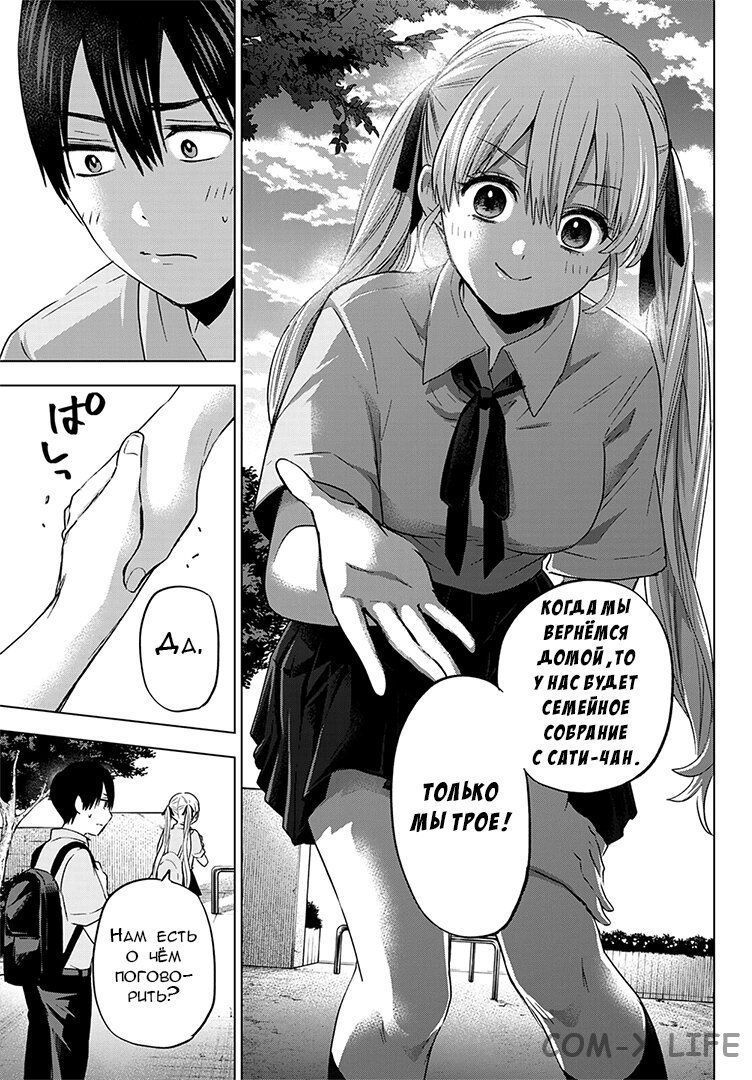 КОГДА МЫ
ВЕРНЁМСЯ
ДОМОЙ,ТО
У НАС БУДЕТ
СЕМЕЙНОЕ
СОБРАНИЕ
С САТИ-ЧАН.
ТОЛЬКО
МЫ ТРОЕ!
ぱしっ
Да.
Нам есть
о чём
погово-
рить?
COM-X LIFE